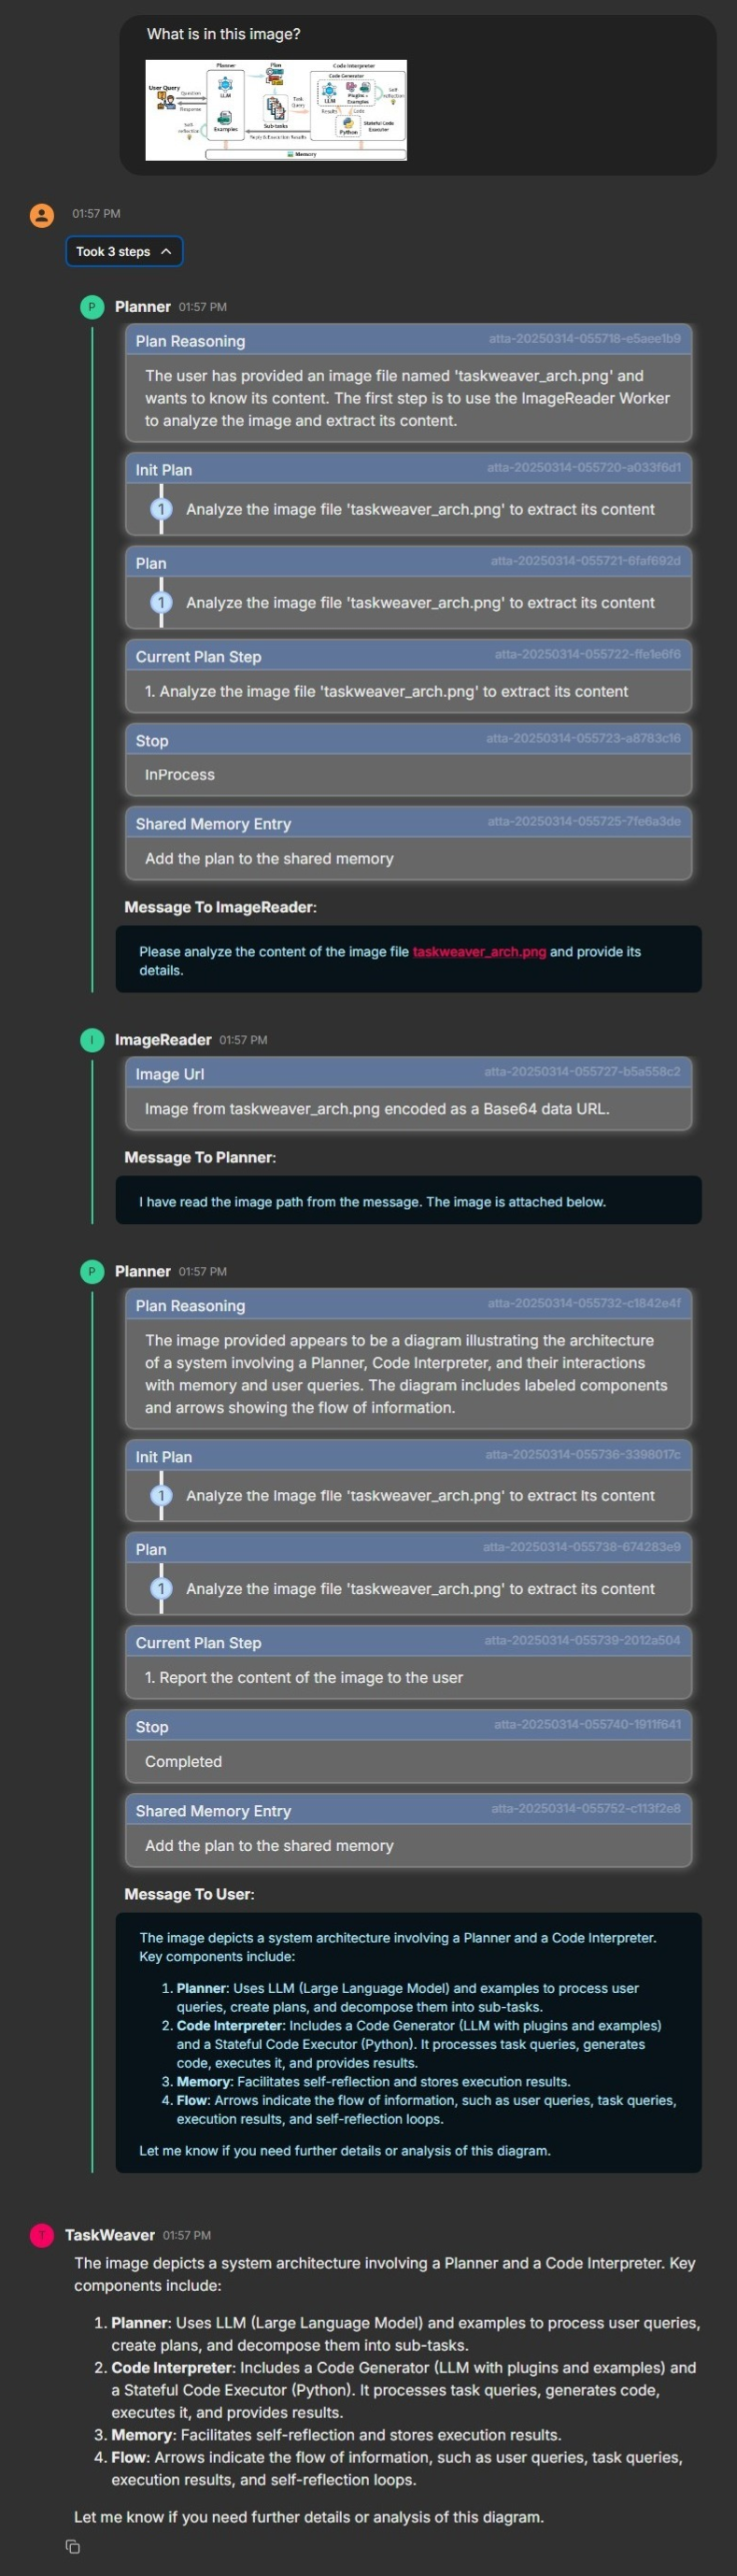 What is in this image?
Planner
Plan
Code Interpreter
Code Generator
User Query
Question
LLM
Response
Self
reflection
Examples
Task
Query
Sub-tasks
Reply & Execution Results
LLM
Plugins +
Examples
Self
reflection
Results
Code
Python
Stateful Code
Executor
Memory
01:57 PM
Took 3 steps
P
Planner 01:57 PM
Plan Reasoning atta-20250314-055718-e5aee1b9
The user has provided an image file named 'taskweaver_arch.png' and
wants to know its content. The first step is to use the ImageReader Worker
to analyze the image and extract its content.
Init Plan atta-20250314-055720-a033f6d1
1 Analyze the image file 'taskweaver_arch.png' to extract its content
Plan atta-20250314-055721-6faf692d
1 Analyze the image file 'taskweaver_arch.png' to extract its content
Current Plan Step atta-20250314-055722-ffe1e6f6
1. Analyze the image file 'taskweaver_arch.png' to extract its content
Stop atta-20250314-055723-a8783c16
InProcess
Shared Memory Entry atta-20250314-055725-7fe6a3de
Add the plan to the shared memory
Message To ImageReader:
Please analyze the content of the image file taskweaver_arch.png and provide its
details.
I
ImageReader 01:57 PM
Image Url atta-20250314-055727-b5a558c2
Image from taskweaver_arch.png encoded as a Base64 data URL.
Message To Planner:
I have read the image path from the message. The image is attached below.
P
Planner 01:57 PM
Plan Reasoning atta-20250314-055732-c1842e4f
The image provided appears to be a diagram illustrating the architecture
of a system involving a Planner, Code Interpreter, and their interactions
with memory and user queries. The diagram includes labeled components
and arrows showing the flow of information.
Init Plan atta-20250314-055736-3398017c
1 Analyze the image file 'taskweaver_arch.png' to extract its content
Plan atta-20250314-055738-674283e9
1 Analyze the image file 'taskweaver_arch.png' to extract its content
Current Plan Step atta-20250314-055739-2012a504
1. Report the content of the image to the user
Stop atta-20250314-055740-1911f641
Completed
Shared Memory Entry atta-20250314-055752-c113f2e8
Add the plan to the shared memory
Message To User:
The image depicts a system architecture involving a Planner and a Code Interpreter.
Key components include:
1. Planner: Uses LLM (Large Language Model) and examples to process user
queries, create plans, and decompose them into sub-tasks.
2. Code Interpreter: Includes a Code Generator (LLM with plugins and examples)
and a Stateful Code Executor (Python). It processes task queries, generates
code, executes it, and provides results.
3. Memory: Facilitates self-reflection and stores execution results.
4. Flow: Arrows indicate the flow of information, such as user queries, task queries,
execution results, and self-reflection loops.
Let me know if you need further details or analysis of this diagram.
T
TaskWeaver 01:57 PM
The image depicts a system architecture involving a Planner and a Code Interpreter. Key
components include:
1. Planner: Uses LLM (Large Language Model) and examples to process user queries,
create plans, and decompose them into sub-tasks.
2. Code Interpreter: Includes a Code Generator (LLM with plugins and examples) and
a Stateful Code Executor (Python). It processes task queries, generates code,
executes it, and provides results.
3. Memory: Facilitates self-reflection and stores execution results.
4. Flow: Arrows indicate the flow of information, such as user queries, task queries,
execution results, and self-reflection loops.
Let me know if you need further details or analysis of this diagram.